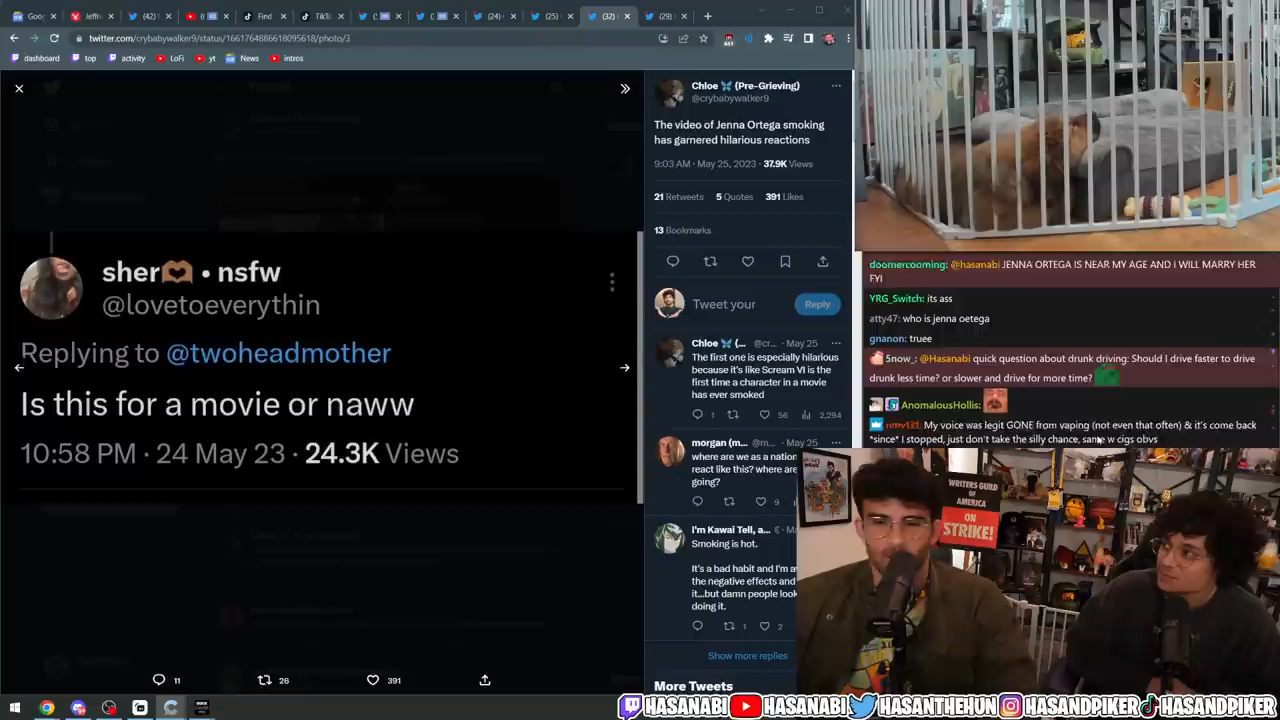 Goo
Jeffr
(42)
Find
TikT
(24)
(25)
(32)
(29)
twitter.com/crybabywalker9/status/1661764886618095618/photo/3
dashboard
top
activity
LoFi
yt
News
intros
sher🫶🏽 • nsfw
@lovetoeverythin
Replying to @twoheadmother
Is this for a movie or naww
10:58 PM · 24 May 23 · 24.3K Views
11
26
391
Chloe 🦋 (Pre-Grieving)
@crybabywalker9
The video of Jenna Ortega smoking
has garnered hilarious reactions
9:03 AM · May 25, 2023 · 37.9K Views
21 Retweets 5 Quotes 391 Likes
13 Bookmarks
Tweet your
Reply
Chloe 🦋 (... @cr... · May 25
The first one is especially hilarious
because it's like Scream VI is the
first time a character in a movie
has ever smoked
1
56
2,294
morgan (m... @m... · May 25
where are we as a nation
react like this? where are
going?
9
I'm Kawai Tell, a...
Smoking is hot.
It's a bad habit and I'm a
the negative effects and
it...but damn people look
doing it.
1
2
Show more replies
More Tweets
doomercooming: @hasanabi JENNA ORTEGA IS NEAR MY AGE AND I WILL MARRY HER
FYI
YRG_Switch: its ass
atty47: who is jenna oetega
gnanon: truee
5now_: @Hasanabi quick question about drunk driving: Should I drive faster to drive
drunk less time? or slower and drive for more time?
AnomalousHollis:
My voice was legit GONE from vaping (not even that often) & it's come back
*since* I stopped, just don't take the silly chance, same w cigs obvs
WRITERS GUILD
OF
AMERICA
ON
STRIKE!
HASANABI
HASANABI
HASANTHEHUN
HASANDPIKER
HASANDPIKER